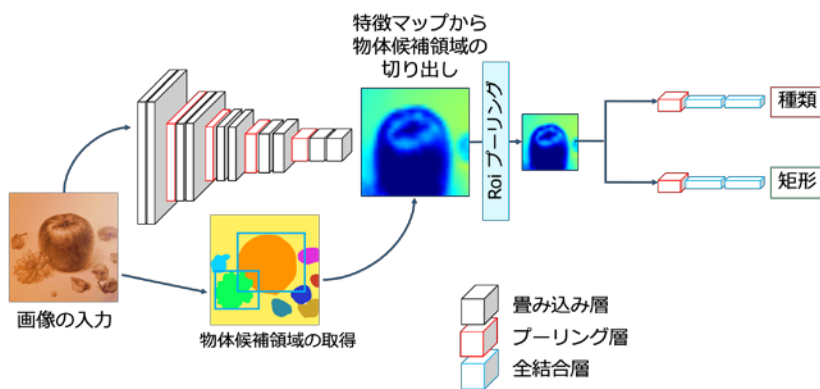 特徴マップから
物体候補領域の
切り出し
Roi プーリング
種類
矩形
画像の入力
物体候補領域の取得
畳み込み層
プーリング層
全結合層